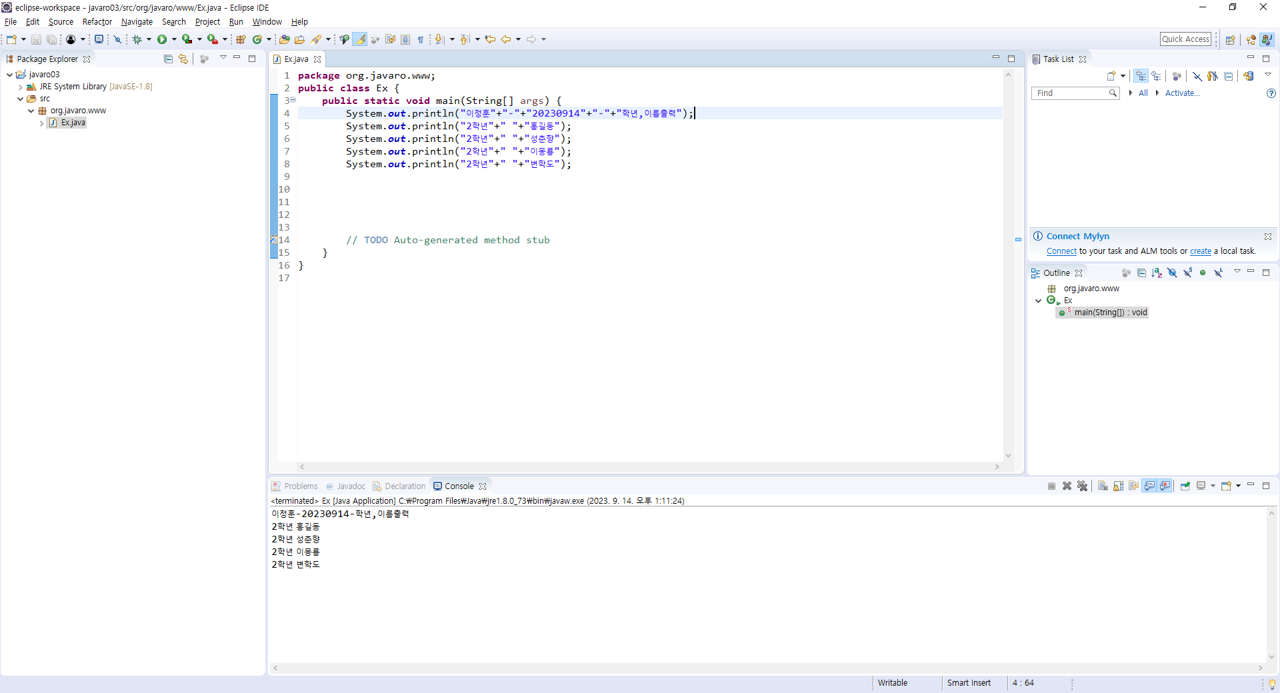 eclipse-workspace - javaro03/src/org/javaro/www/Ex.java - Eclipse IDE
File Edit Source Refactor Navigate Search Project Run Window Help
Quick Access
Package Explorer
javaro03
JRE System Library [JavaSE-1.8]
src
org.javaro.www
Ex.java
Ex.java
1 package org.javaro.www;
2 public class Ex {
3 public static void main(String[] args) {
4 System.out.println("이정훈"+"-"+"20230914"+"-"+"학년,이름출력");
5 System.out.println("2학년"+" "+"홍길동");
6 System.out.println("2학년"+" "+"성춘향");
7 System.out.println("2학년"+" "+"이몽룡");
8 System.out.println("2학년"+" "+"변학도");
9
10
11
12
13
14 // TODO Auto-generated method stub
15 }
16 }
17
Task List
Find All Activate...
Connect Mylyn
Connect to your task and ALM tools or create a local task.
Outline
org.javaro.www
Ex
main(String[]) : void
Problems Javadoc Declaration Console
<terminated> Ex [Java Application] C:₩Program Files₩Java₩jre1.8.0_73₩bin₩javaw.exe (2023. 9. 14. 오후 1:11:24)
이정훈-20230914-학년,이름출력
2학년 홍길동
2학년 성춘향
2학년 이몽룡
2학년 변학도
Writable Smart Insert 4 : 64